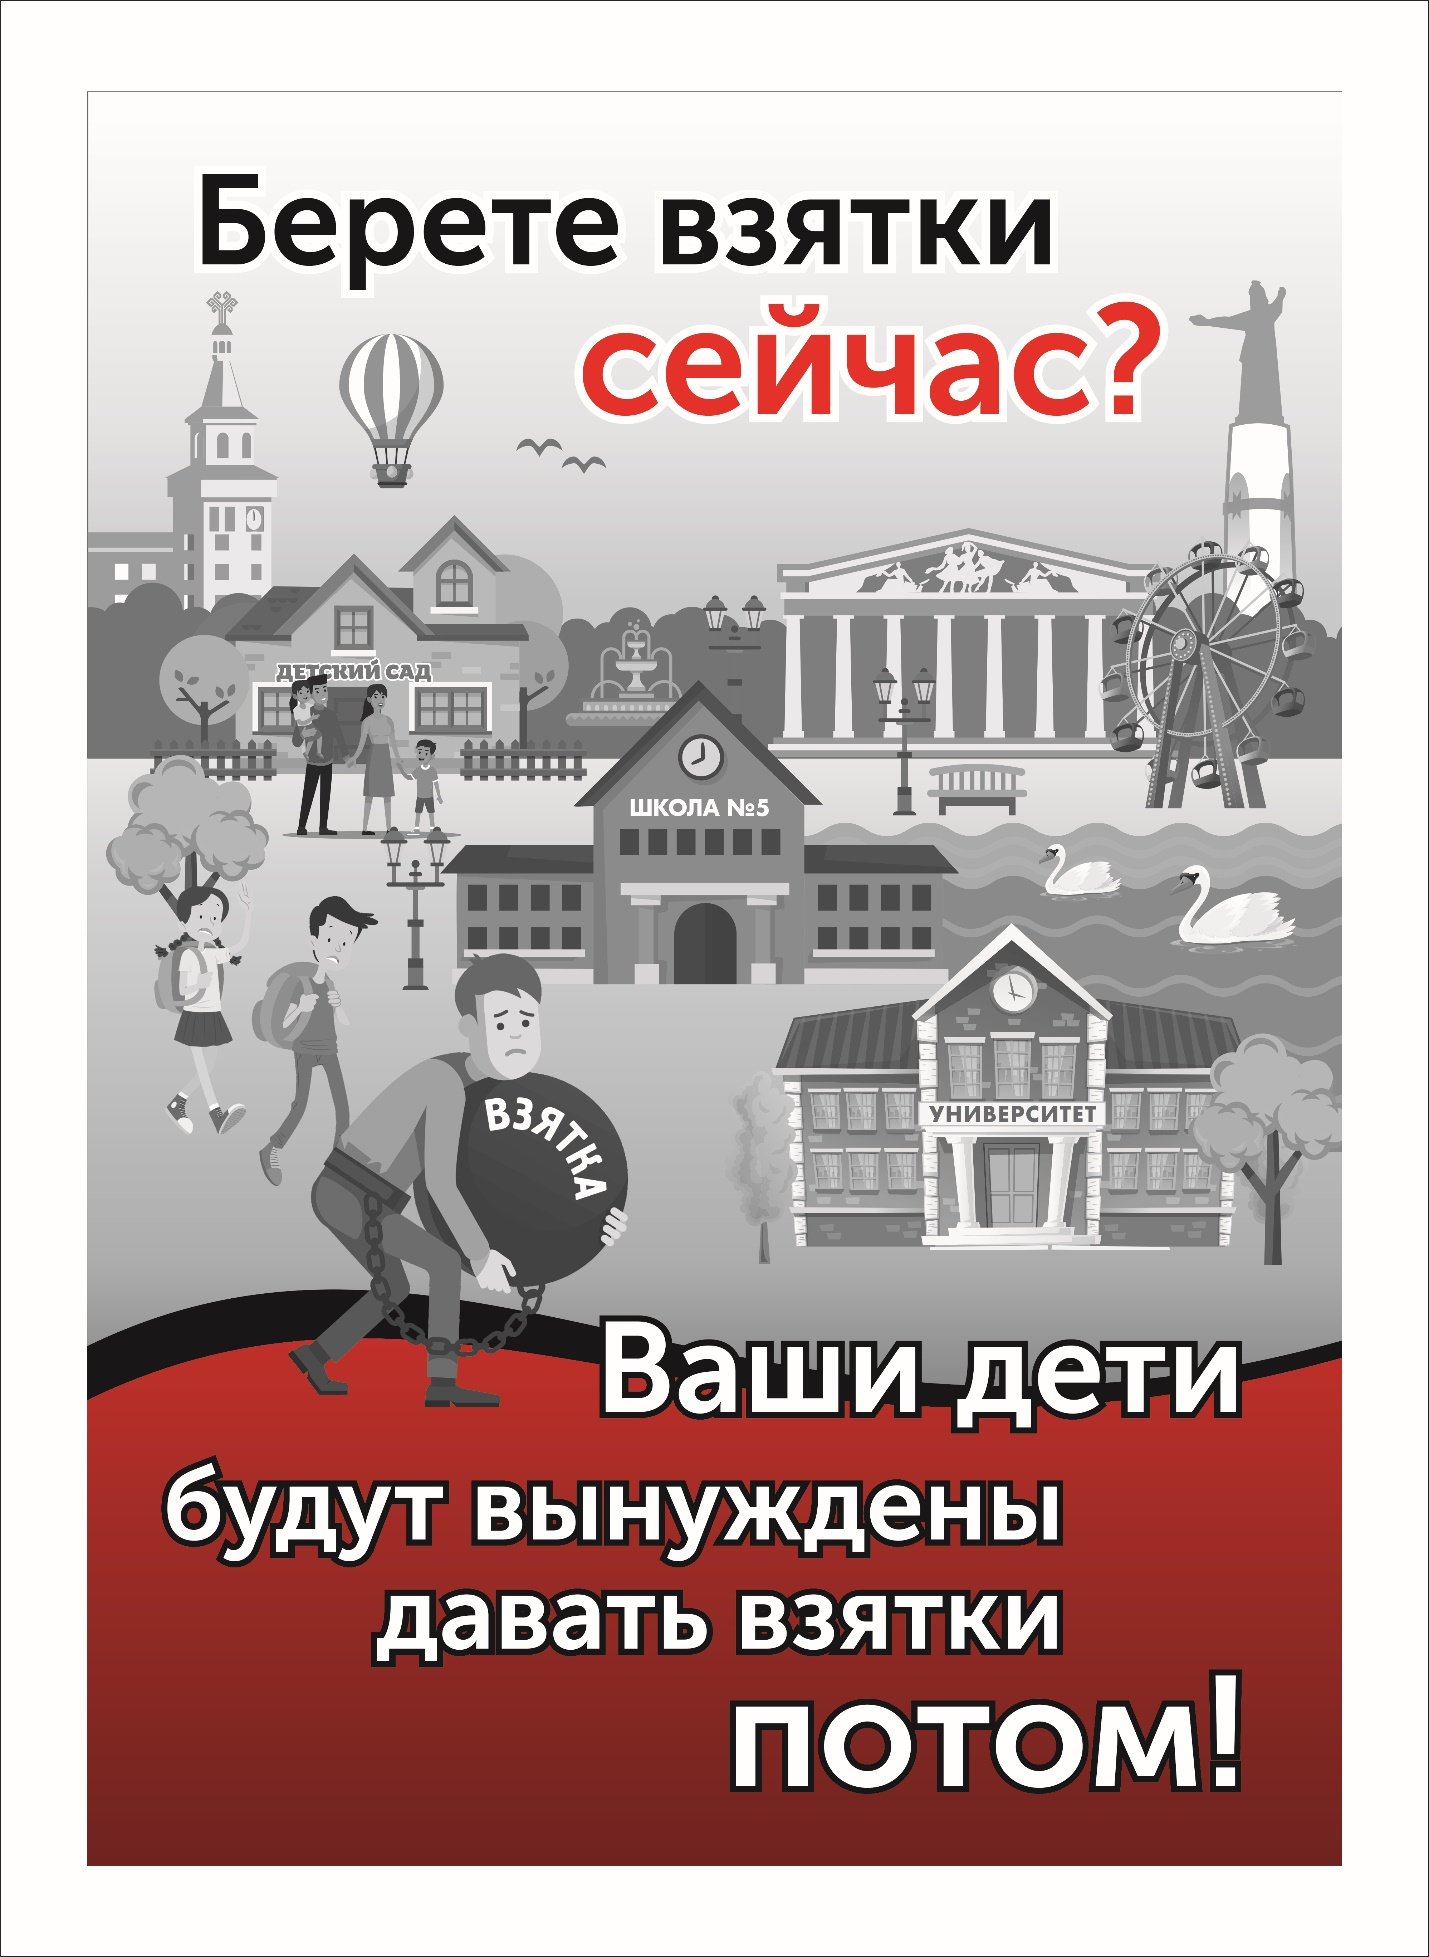 Берете взятки
сейчас?
ДЕТСКИЙ САД
ШКОЛА №5
УНИВЕРСИТЕТ
ВЗЯТКА
Ваши дети
будут вынуждены
давать взятки
потом!